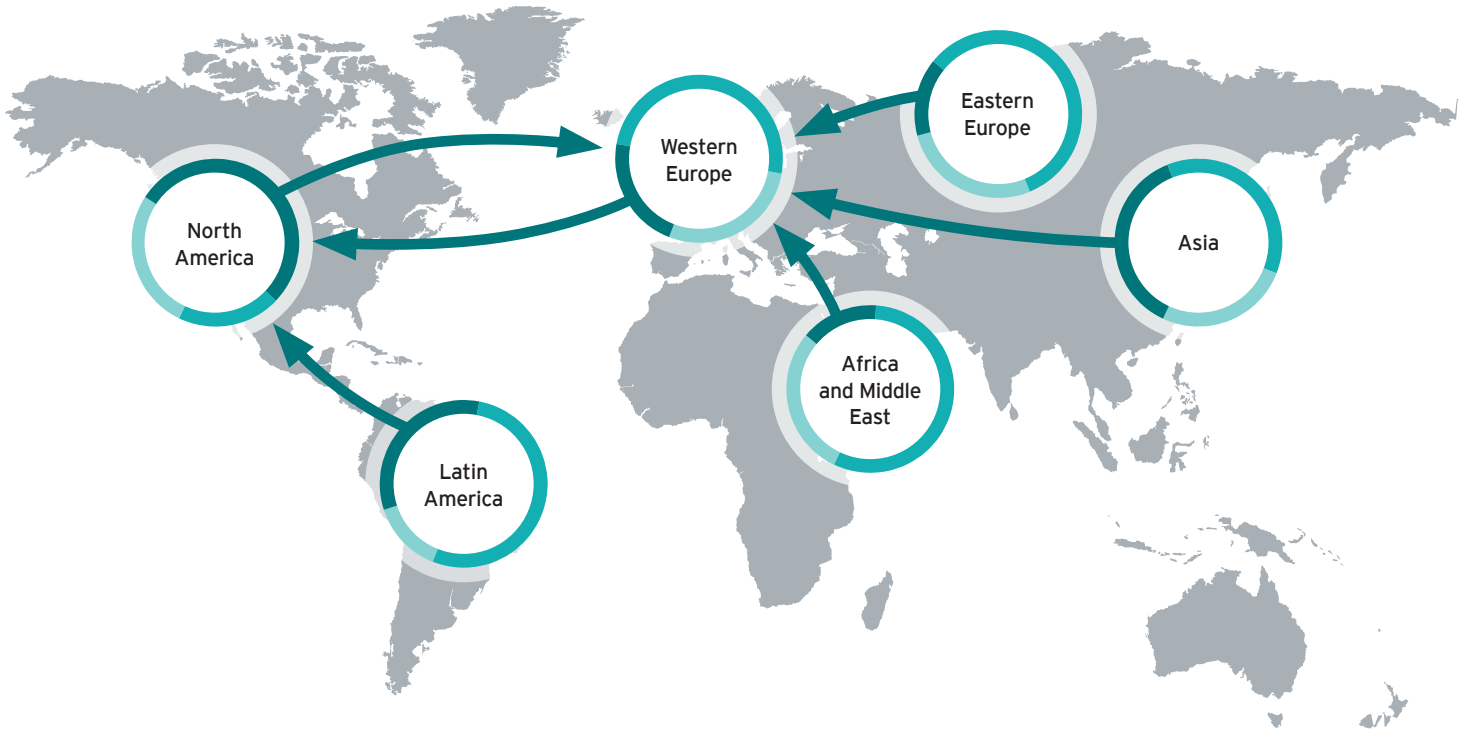 North
America
Western
Europe
Eastern
Europe
Asia
Africa
and Middle
East
Latin
America